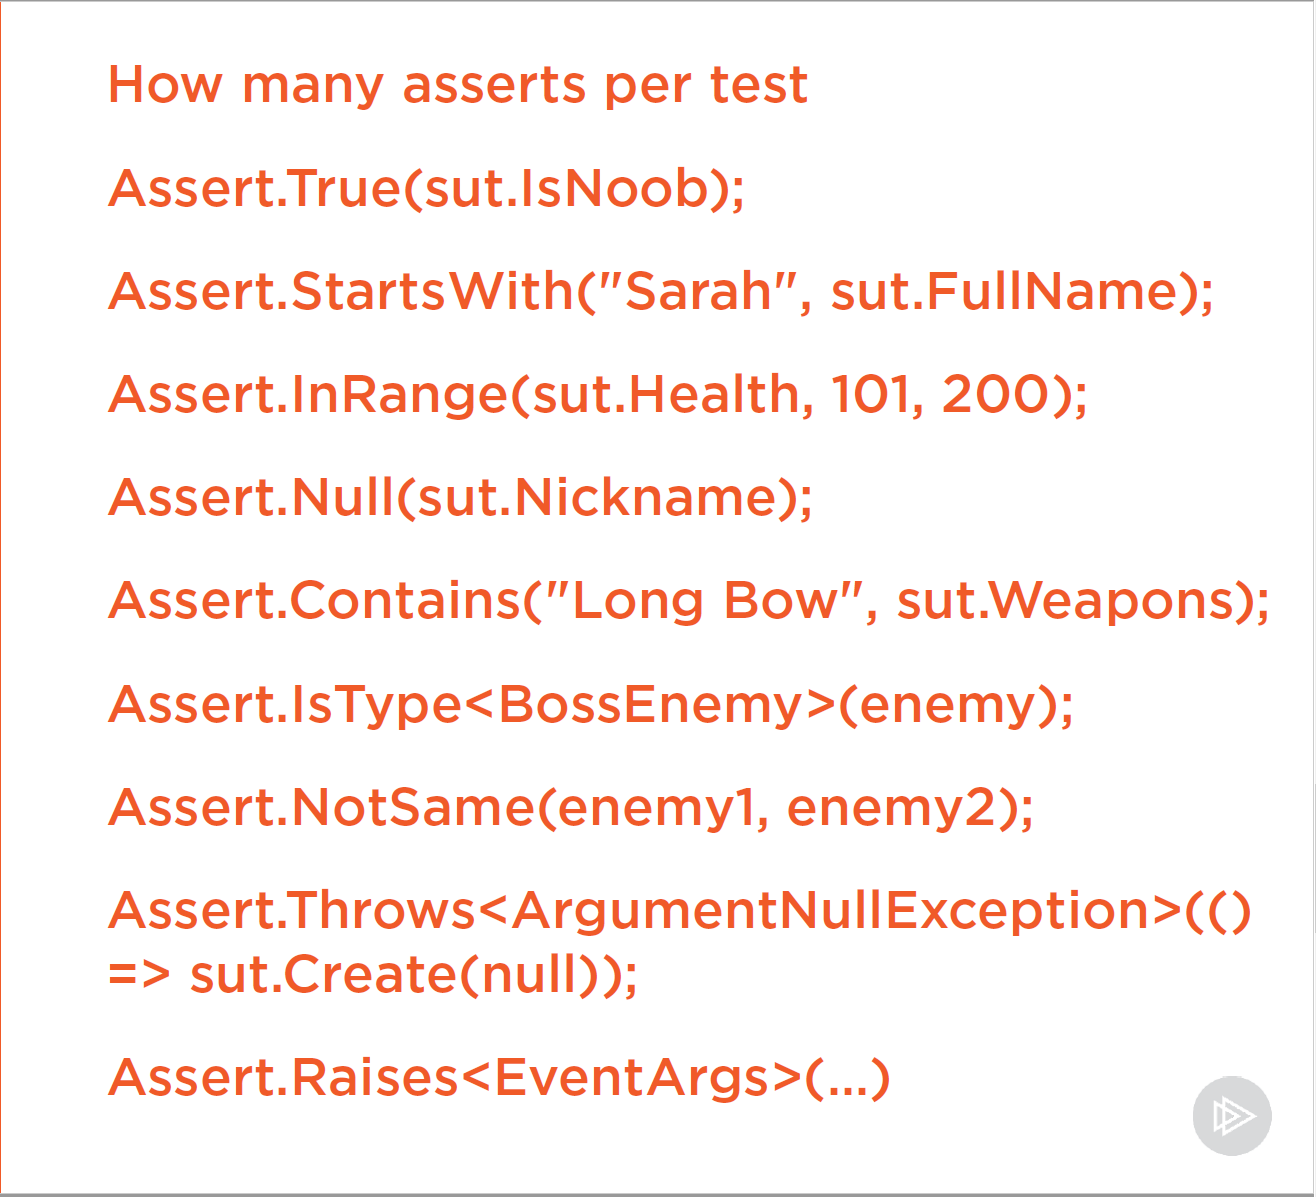 How many asserts per test
Assert.True(sut.IsNoob);
Assert.StartsWith("Sarah", sut.FullName);
Assert.InRange(sut.Health, 101, 200);
Assert.Null(sut.Nickname);
Assert.Contains("Long Bow", sut.Weapons);
Assert.IsType<BossEnemy>(enemy);
Assert.NotSame(enemy1, enemy2);
Assert.Throws<ArgumentNullException>(()
=> sut.Create(null));
Assert.Raises<EventArgs>(...)